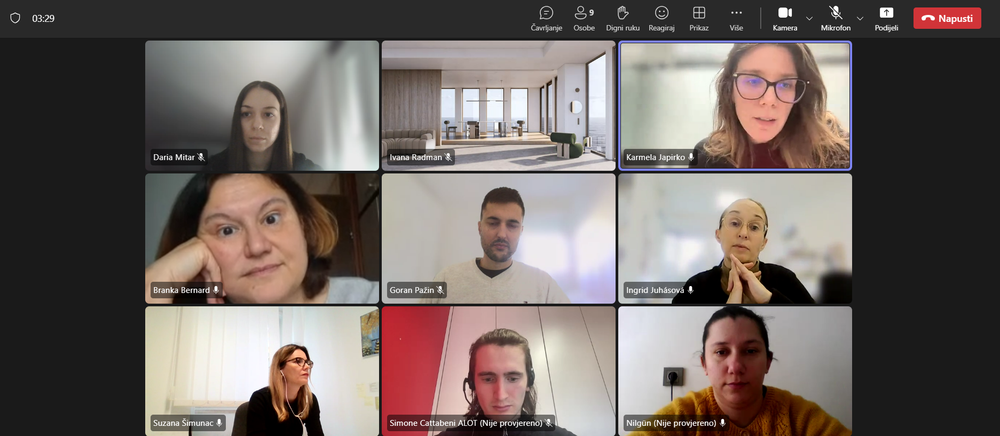 03:29
9
Čavrljanje Osobe Digni ruku Reagiraj Prikaz Više Kamera Mikrofon Podijeli Napusti
Daria Mitar
Ivana Radman
Karmela Japirko
Branka Bernard
Goran Pažin
Ingrid Juhásová
Suzana Šimunac
Simone Cattabeni ALOT (Nije provjereno)
Nilgün (Nije provjereno)